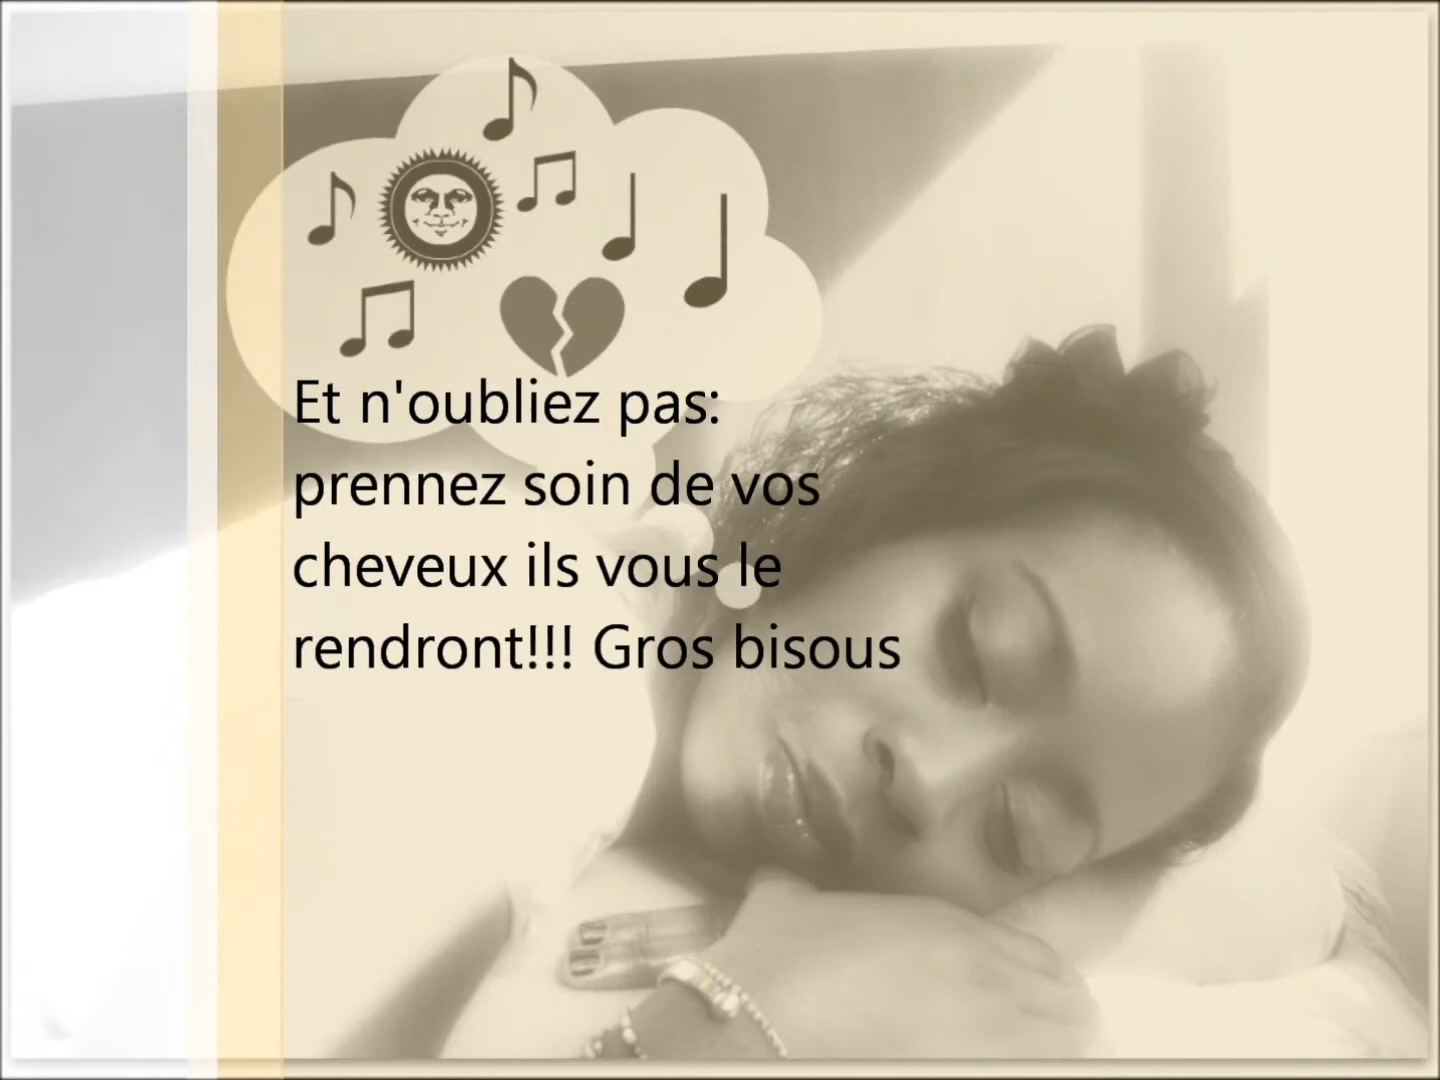 Et n'oubliez pas:
prennez soin de vos
cheveux ils vous le
rendront!!! Gros bisous